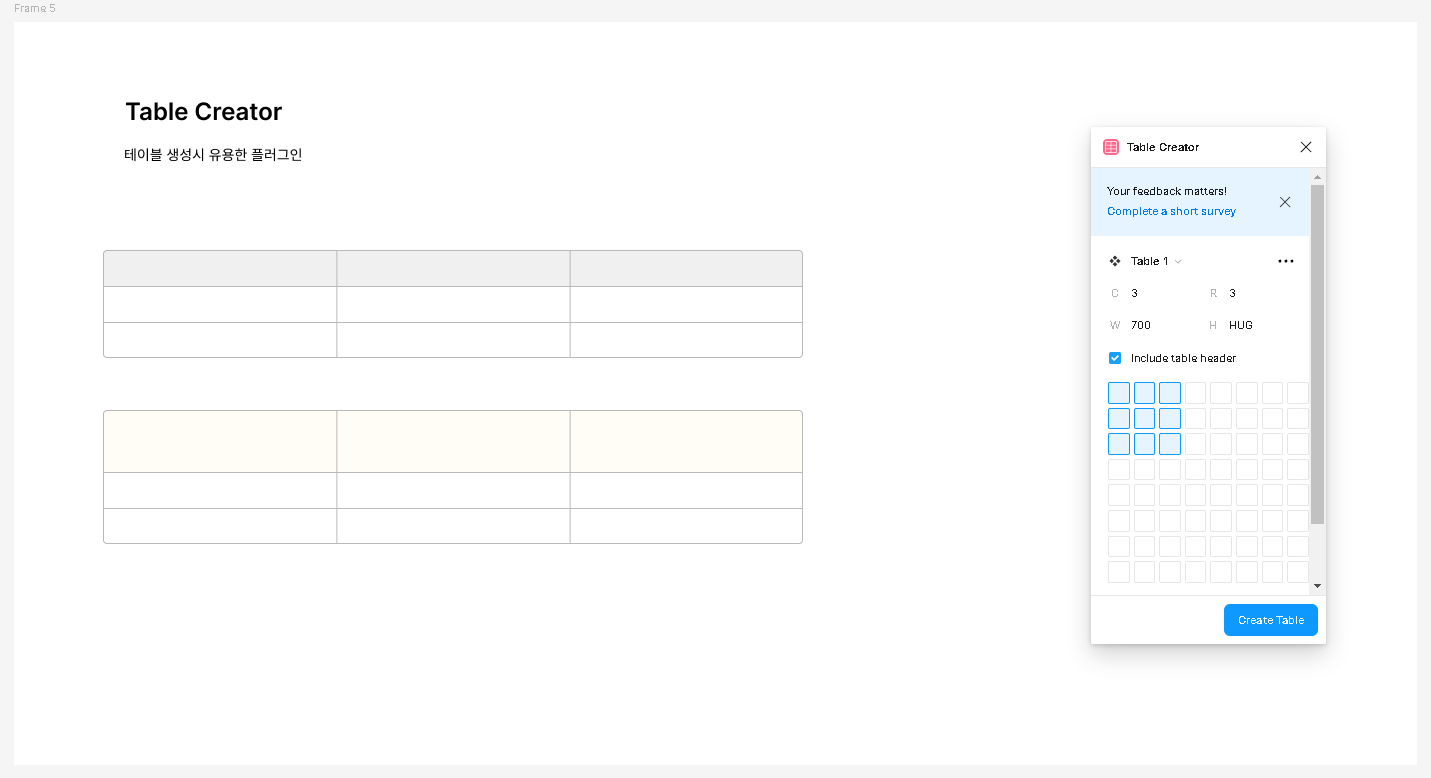 Frame 5
Table Creator
테이블 생성시 유용한 플러그인
Table Creator
Your feedback matters!
Complete a short survey
Table 1
C 3 R 3
W 700 H HUG
Include table header
Create Table